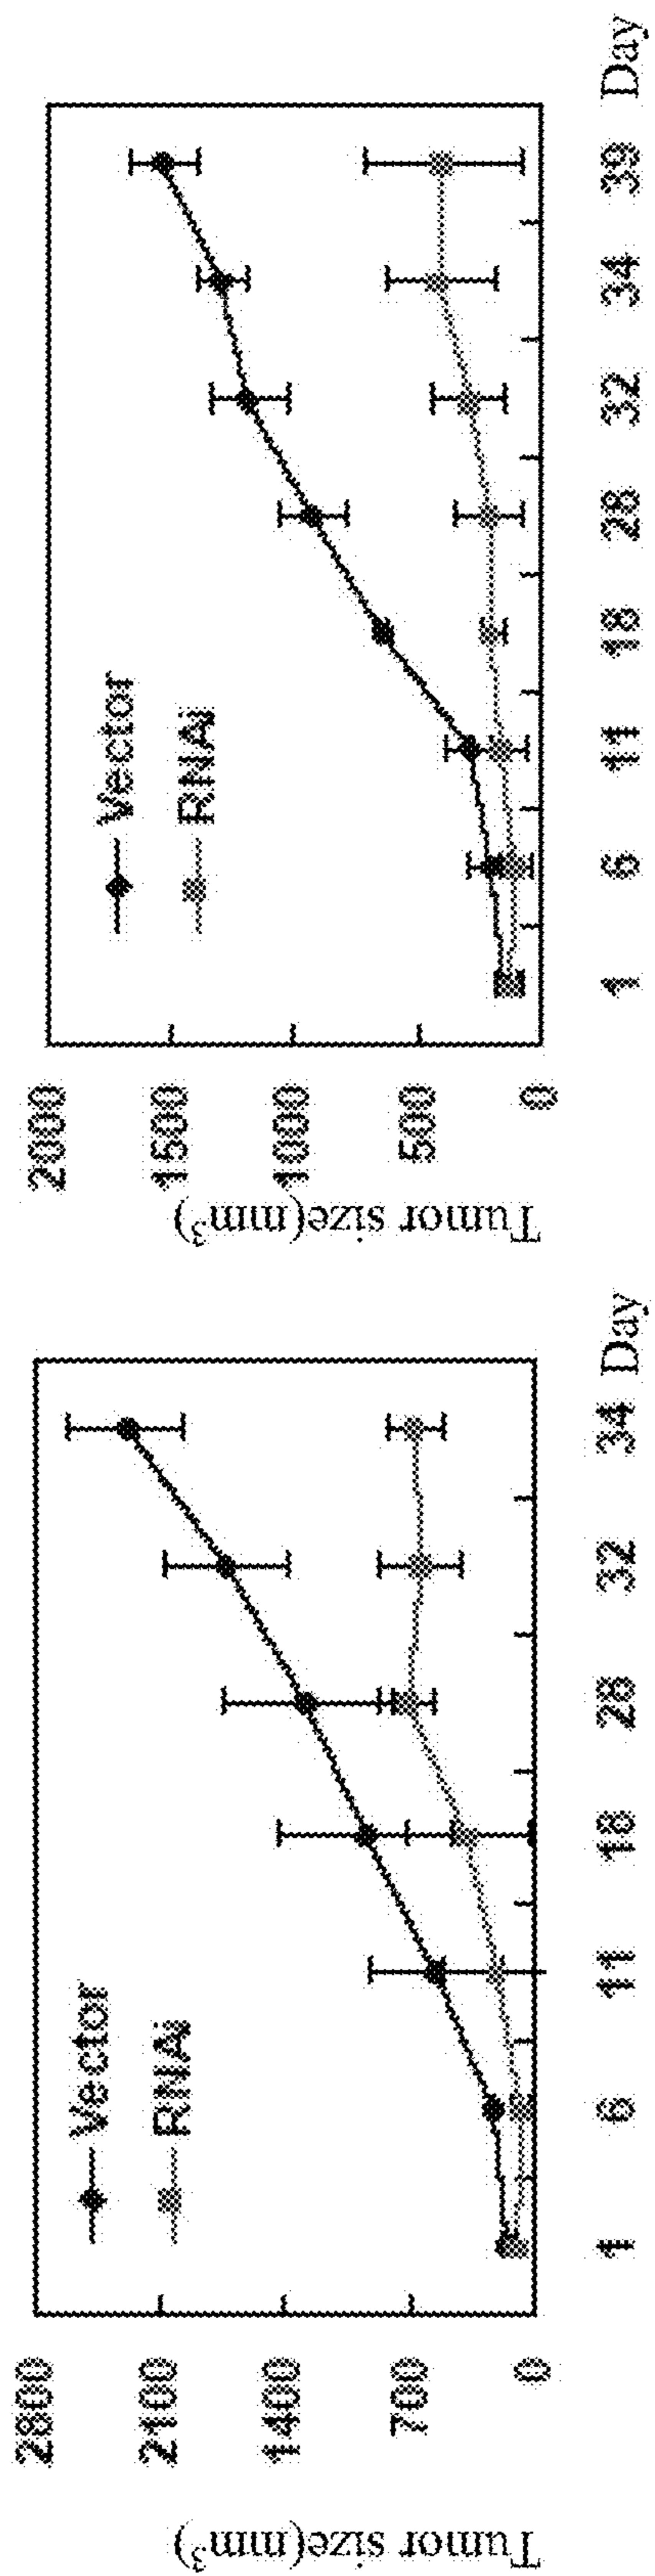 Tumor size(mm³)
2800
2100
1400
700
0
Vector
RNAi
1 6 11 18 28 32 34 Day
Tumor size(mm³)
2000
1500
1000
500
0
Vector
RNAi
1 6 11 18 28 32 34 39 Day